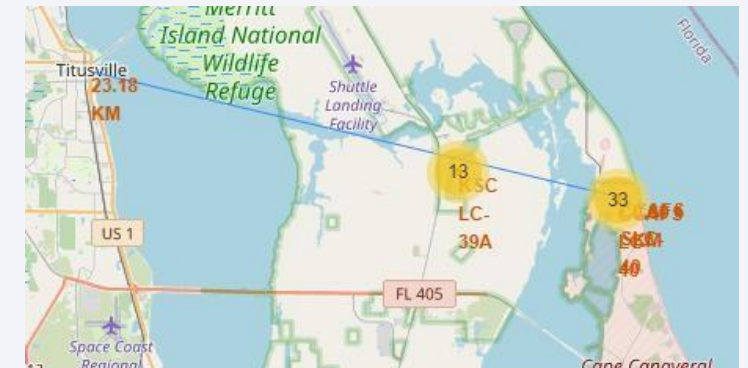 Merritt
Island National
Wildlife
Refuge
Florida
Titusville
23.18
KM
Shuttle
Landing
Facility
13
KSC
LC-
39A
33
40
US 1
FL 405
Space Coast
Regional
Cape Canaveral